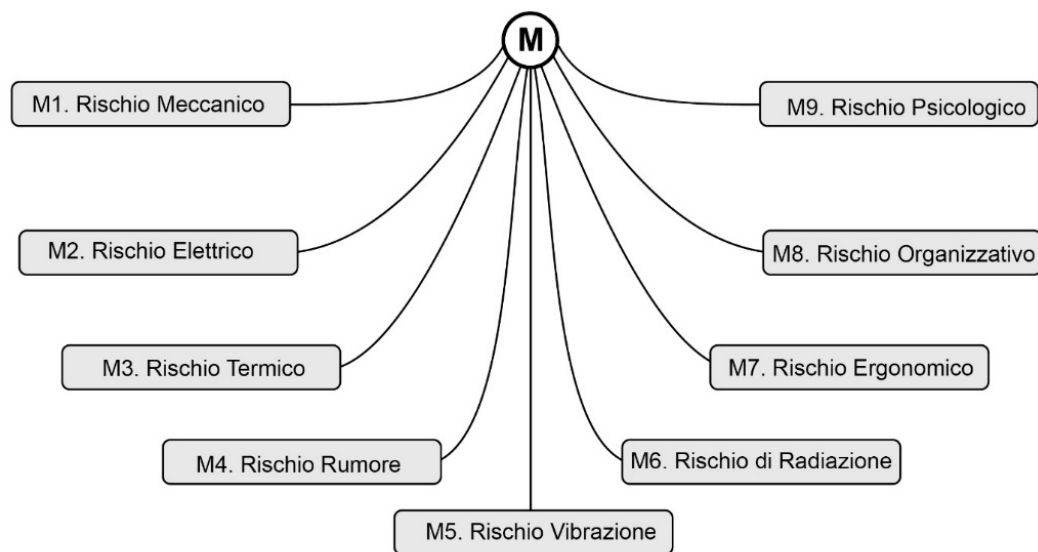 M
M1. Rischio Meccanico
M9. Rischio Psicologico
M2. Rischio Elettrico
M8. Rischio Organizzativo
M3. Rischio Termico
M7. Rischio Ergonomico
M4. Rischio Rumore
M6. Rischio di Radiazione
M5. Rischio Vibrazione